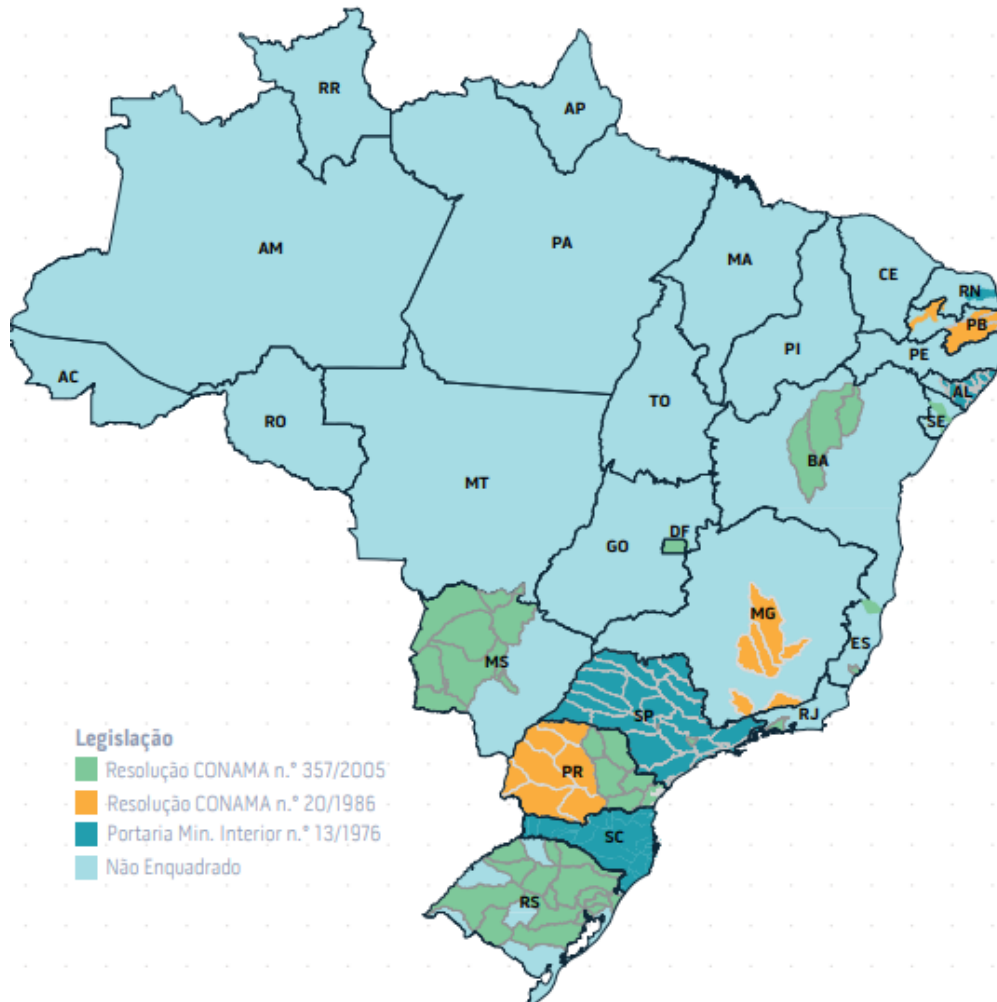 RR
AP
AM
PA
MA
CE
RN
PB
PI
PE
AC
AL
TO
RO
SE
BA
MT
DF
GO
MG
ES
MS
SP
RJ
PR
SC
RS
Legislação
Resolução CONAMA n.° 357/2005
Resolução CONAMA n.° 20/1986
Portaria Min. Interior n.° 13/1976
Não Enquadrado